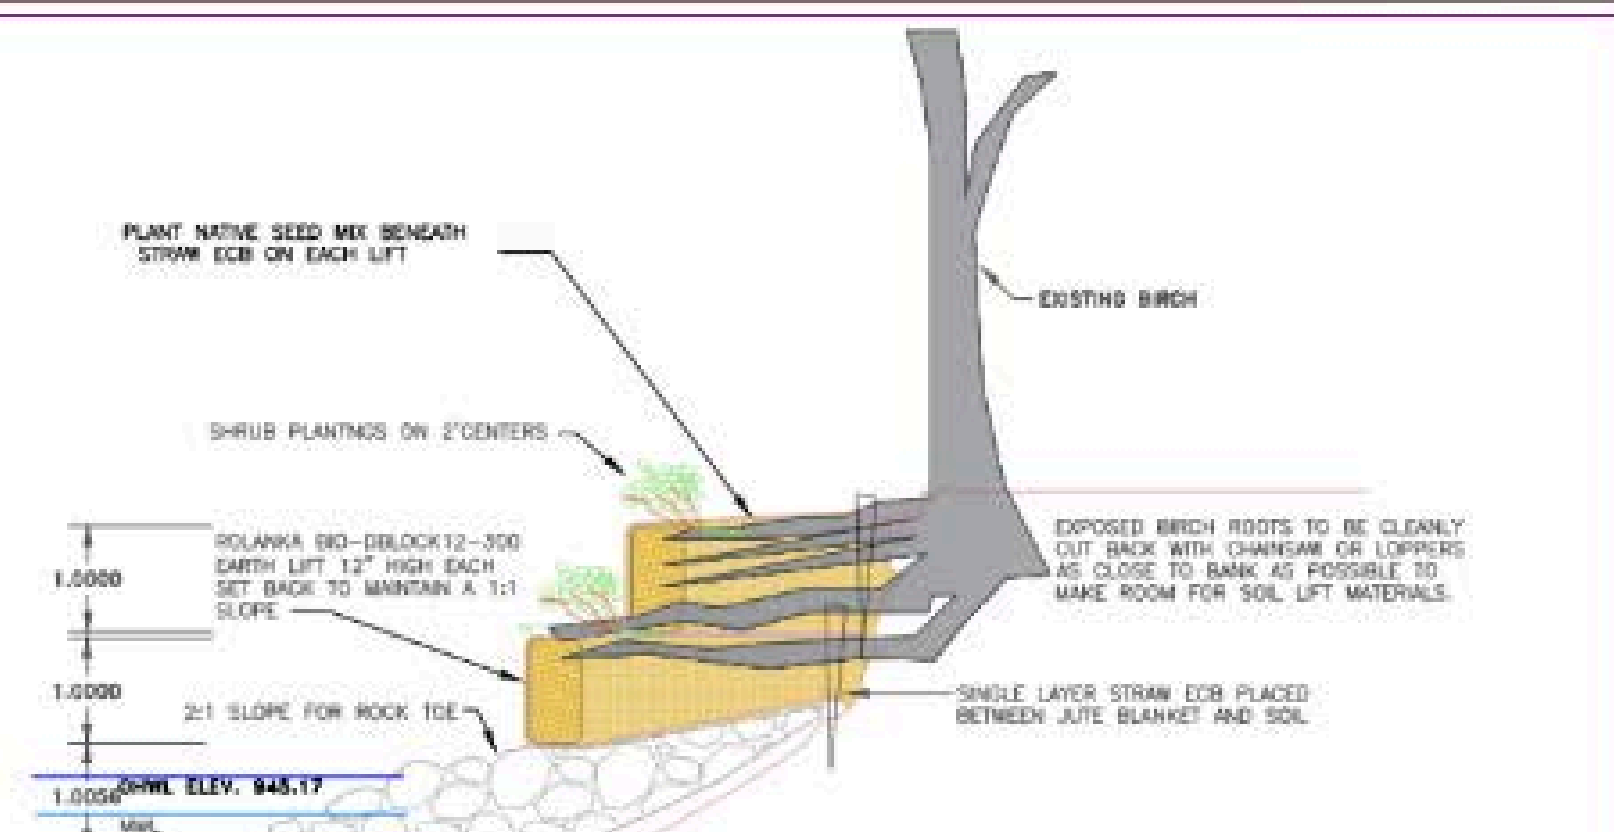 PLANT NATIVE SEED MIX BENEATH
STRAW ECB ON EACH LIFT
EXISTING BIRCH
SHRUB PLANTNGS ON 2'CENTERS
ROLANKA BIO-DBLOCK12-300
EARTH LIFT 12" HIGH EACH
SET BACK TO MAINTAIN A 1:1
SLOPE
EXPOSED BIRCH ROOTS TO BE CLEANLY
CUT BACK WITH CHAINSAW OR LOPPERS
AS CLOSE TO BANK AS POSSIBLE TO
MAKE ROOM FOR SOIL LIFT MATERIALS.
1.0000
1.0000
2:1 SLOPE FOR ROCK TOE
SINGLE LAYER STRAW ECB PLACED
BETWEEN JUTE BLANKET AND SOIL
OHWL ELEV. 945.17